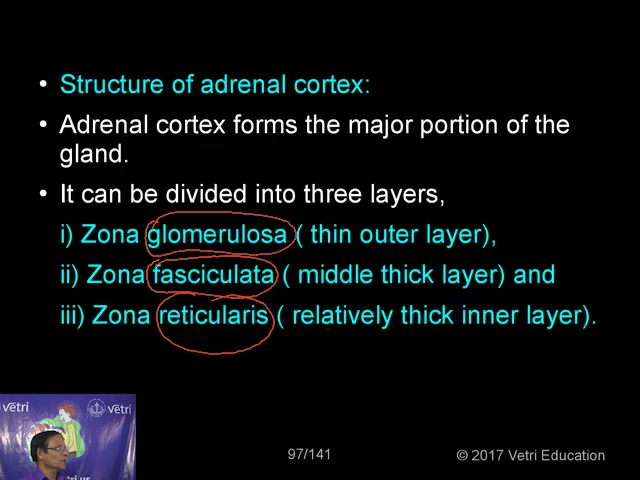 • Structure of adrenal cortex:
• Adrenal cortex forms the major portion of the
gland.
• It can be divided into three layers,
i) Zona glomerulosa ( thin outer layer),
ii) Zona fasciculata ( middle thick layer) and
iii) Zona reticularis ( relatively thick inner layer).
vetri
vetri
97/141
© 2017 Vetri Education